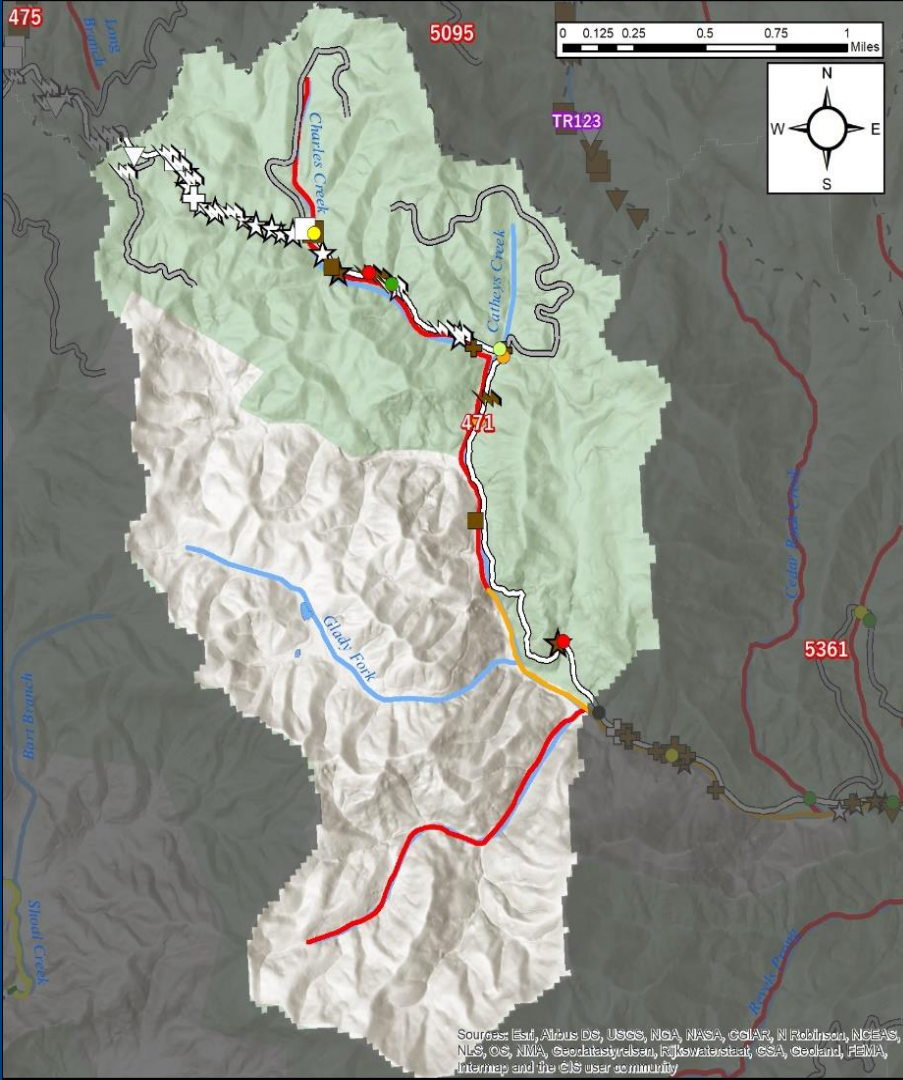 475
Long
Branch
5095
0 0.125 0.25 0.5 0.75 1
Miles
N
W E
S
TR123
Charles Creek
Catheys Creek
471
Cedar Rock Creek
Glady Fork
5361
Burt Branch
Shoal Creek
Revels Prong
Sources: Esri, Airbus DS, USGS, NGA, NASA, CGIAR, N Robinson, NCEAS,
NLS, OS, NMA, Geodatastyrelsen, Rijkswaterstaat, GSA, Geoland, FEMA,
Intermap and the GIS user community